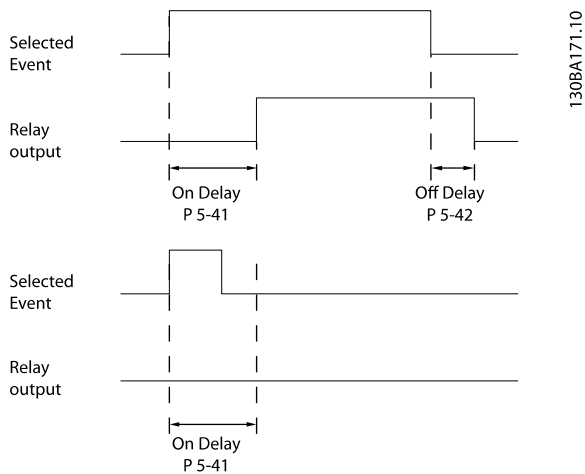 Selected
Event
130BA171.10
Relay
output
On Delay
P 5-41
Off Delay
P 5-42
Selected
Event
Relay
output
On Delay
P 5-41